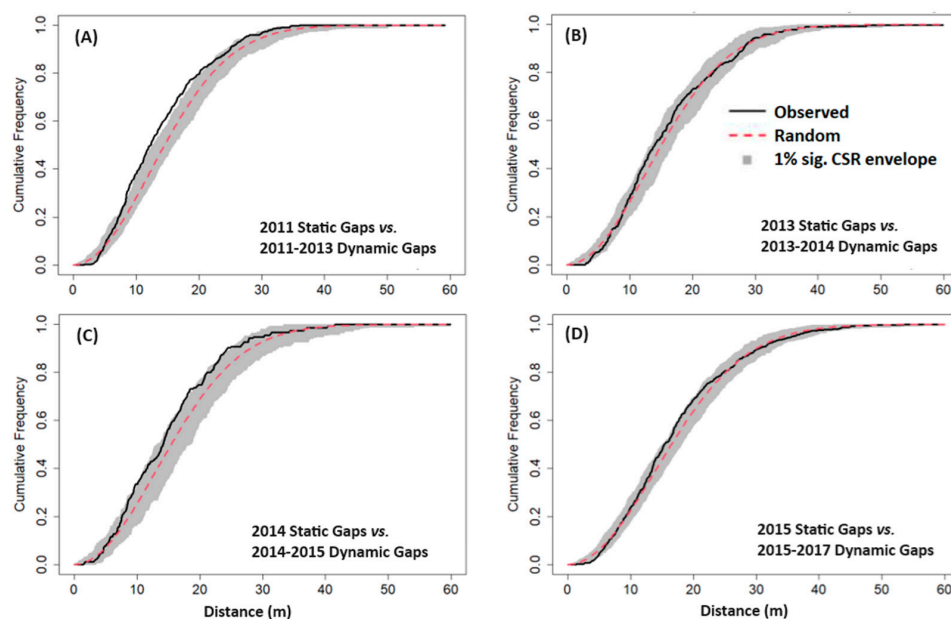 (A)
Cumulative Frequency
0.0 0.2 0.4 0.6 0.8 1.0
2011 Static Gaps vs.
2011-2013 Dynamic Gaps
0 10 20 30 40 50 60
(B)
Cumulative Frequency
0.0 0.2 0.4 0.6 0.8 1.0
Observed
Random
1% sig. CSR envelope
2013 Static Gaps vs.
2013-2014 Dynamic Gaps
0 10 20 30 40 50 60
(C)
Cumulative Frequency
0.0 0.2 0.4 0.6 0.8 1.0
2014 Static Gaps vs.
2014-2015 Dynamic Gaps
0 10 20 30 40 50 60
Distance (m)
(D)
Cumulative Frequency
0.0 0.2 0.4 0.6 0.8 1.0
2015 Static Gaps vs.
2015-2017 Dynamic Gaps
0 10 20 30 40 50 60
Distance (m)